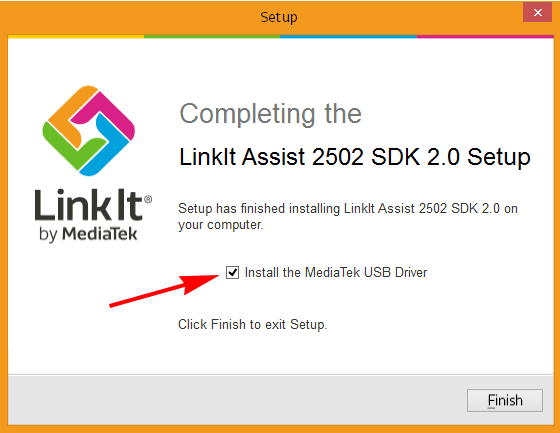 Setup
Completing the
LinkIt Assist 2502 SDK 2.0 Setup
LinkIt®
by MediaTek
Setup has finished installing LinkIt Assist 2502 SDK 2.0 on
your computer.
Install the MediaTek USB Driver
Click Finish to exit Setup.
Finish